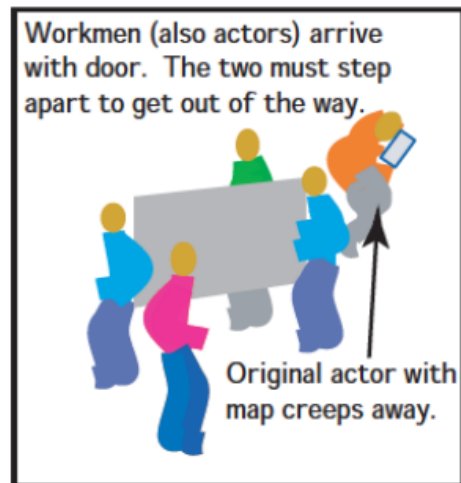 Workmen (also actors) arrive
with door.  The two must step
apart to get out of the way.
Original actor with
map creeps away.